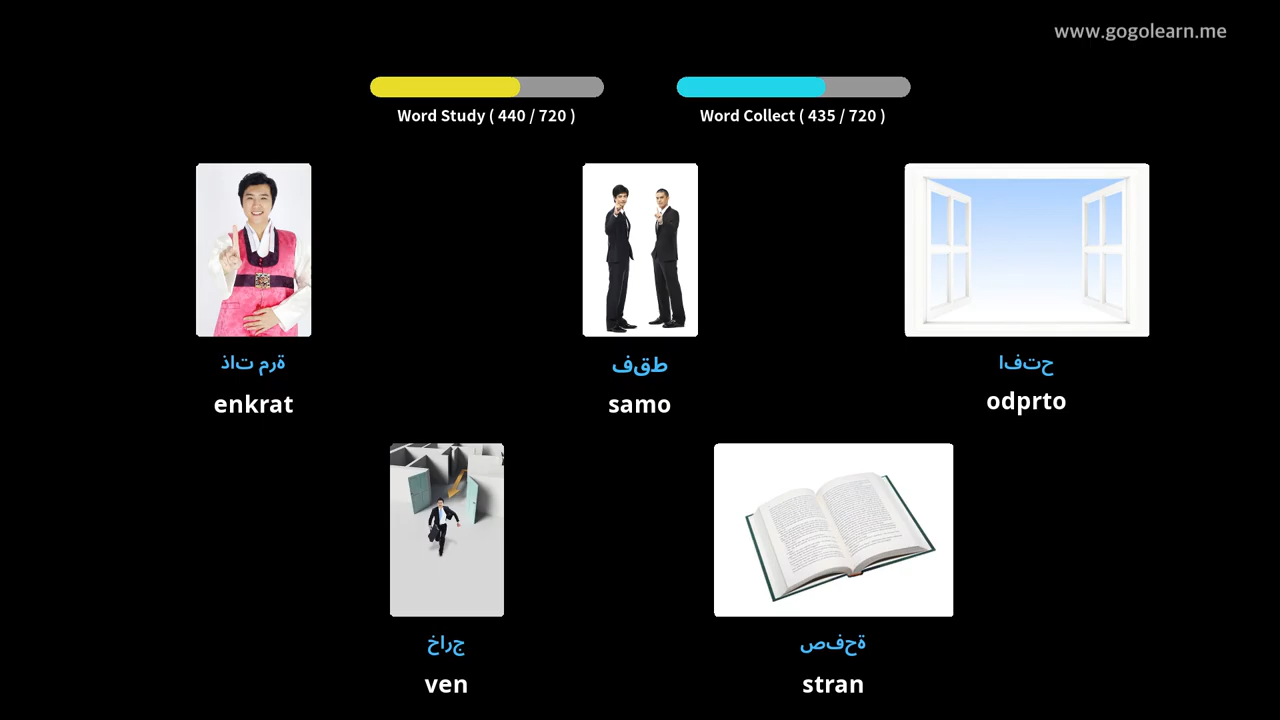 www.gogolearn.me
Word Study ( 440 / 720 )
Word Collect ( 435 / 720 )
ذات مرة
enkrat
فقط
samo
افتح
odprto
خارج
ven
صفحة
stran